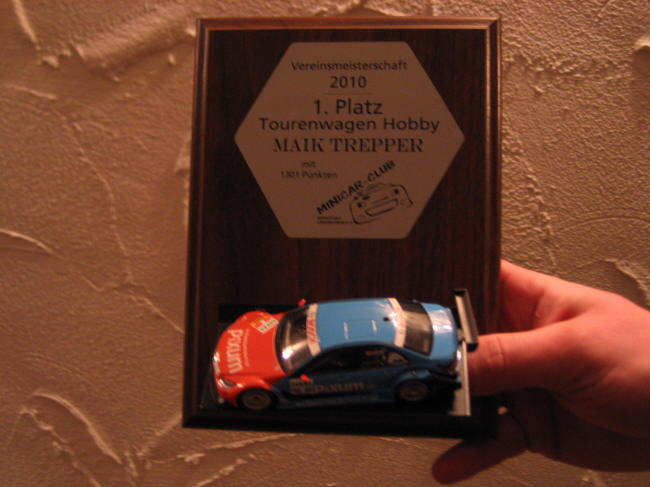 Vereinsmeisterschaft
2010
1. Platz
Tourenwagen Hobby
MAIK TREPPER
mit
1301 Punkten
MINICAR-CLUB
pixum
pixum